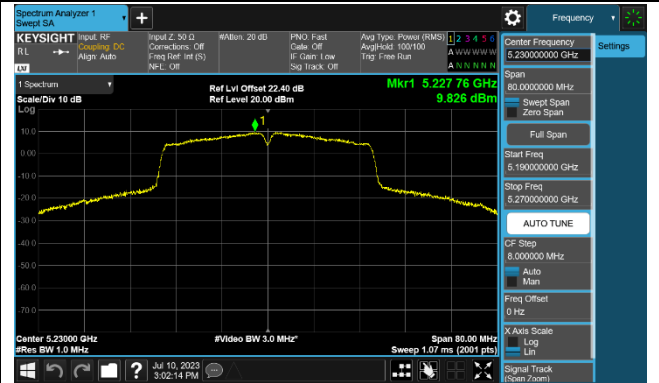 Spectrum Analyzer 1
Swept SA
Frequency
KEYSIGHT
RL
LXI
Input: RF
Coupling: DC
Align: Auto
Input Z: 50 Ω
Corrections: Off
Freq Ref: Int (S)
NFE: Off
#Atten: 20 dB
PNO: Fast
Gate: Off
IF Gain: Low
Sig Track: Off
Avg Type: Power (RMS)
Avg|Hold: 100/100
Trig: Free Run
1 2 3 4 5 6
A W W W W W
A N N N N N
1 Spectrum
Scale/Div 10 dB
Log
Ref Lvl Offset 22.40 dB
Ref Level 20.00 dBm
Mkr1 5.227 76 GHz
9.826 dBm
1
10.0
0.00
-10.0
-20.0
-30.0
-40.0
-50.0
-60.0
-70.0
Center 5.23000 GHz
#Res BW 1.0 MHz
#Video BW 3.0 MHz*
Span 80.00 MHz
Sweep 1.07 ms (2001 pts)
Jul 10, 2023
3:02:14 PM
Center Frequency
5.230000000 GHz
Settings
Span
80.0000000 MHz
Swept Span
Zero Span
Full Span
Start Freq
5.190000000 GHz
Stop Freq
5.270000000 GHz
AUTO TUNE
CF Step
8.000000 MHz
Auto
Man
Freq Offset
0 Hz
X Axis Scale
Log
Lin
Signal Track
(Span Zoom)